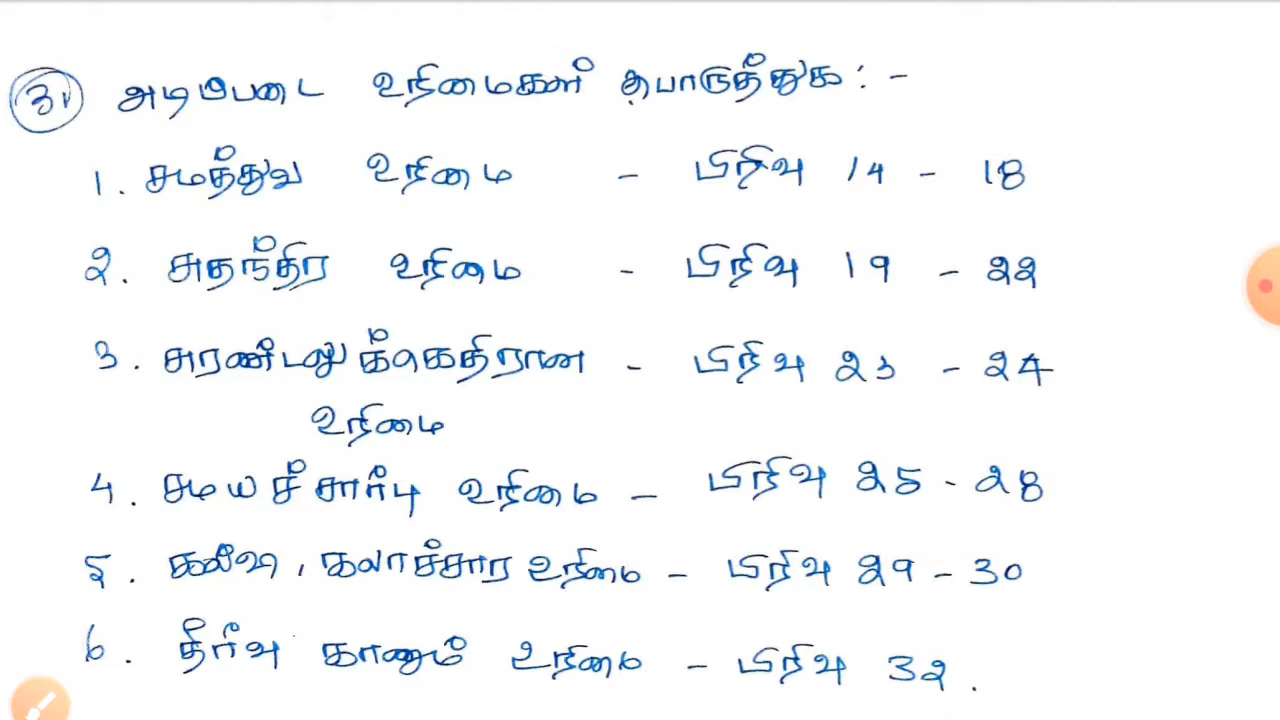 3. அடிப்படை உரிமைகள் பொருத்துக : -
1. சமத்துவ உரிமை - பிரிவு 14 - 18
2. சுதந்திர உரிமை - பிரிவு 19 - 22
3. சுரண்டலுக்கெதிரான - பிரிவு 23 - 24
உரிமை
4. சமயச்சார்பு உரிமை - பிரிவு 25 - 28
5. கல்வி, கலாச்சார உரிமை - பிரிவு 29 - 30
6. தீர்வு காணும் உரிமை - பிரிவு 32.